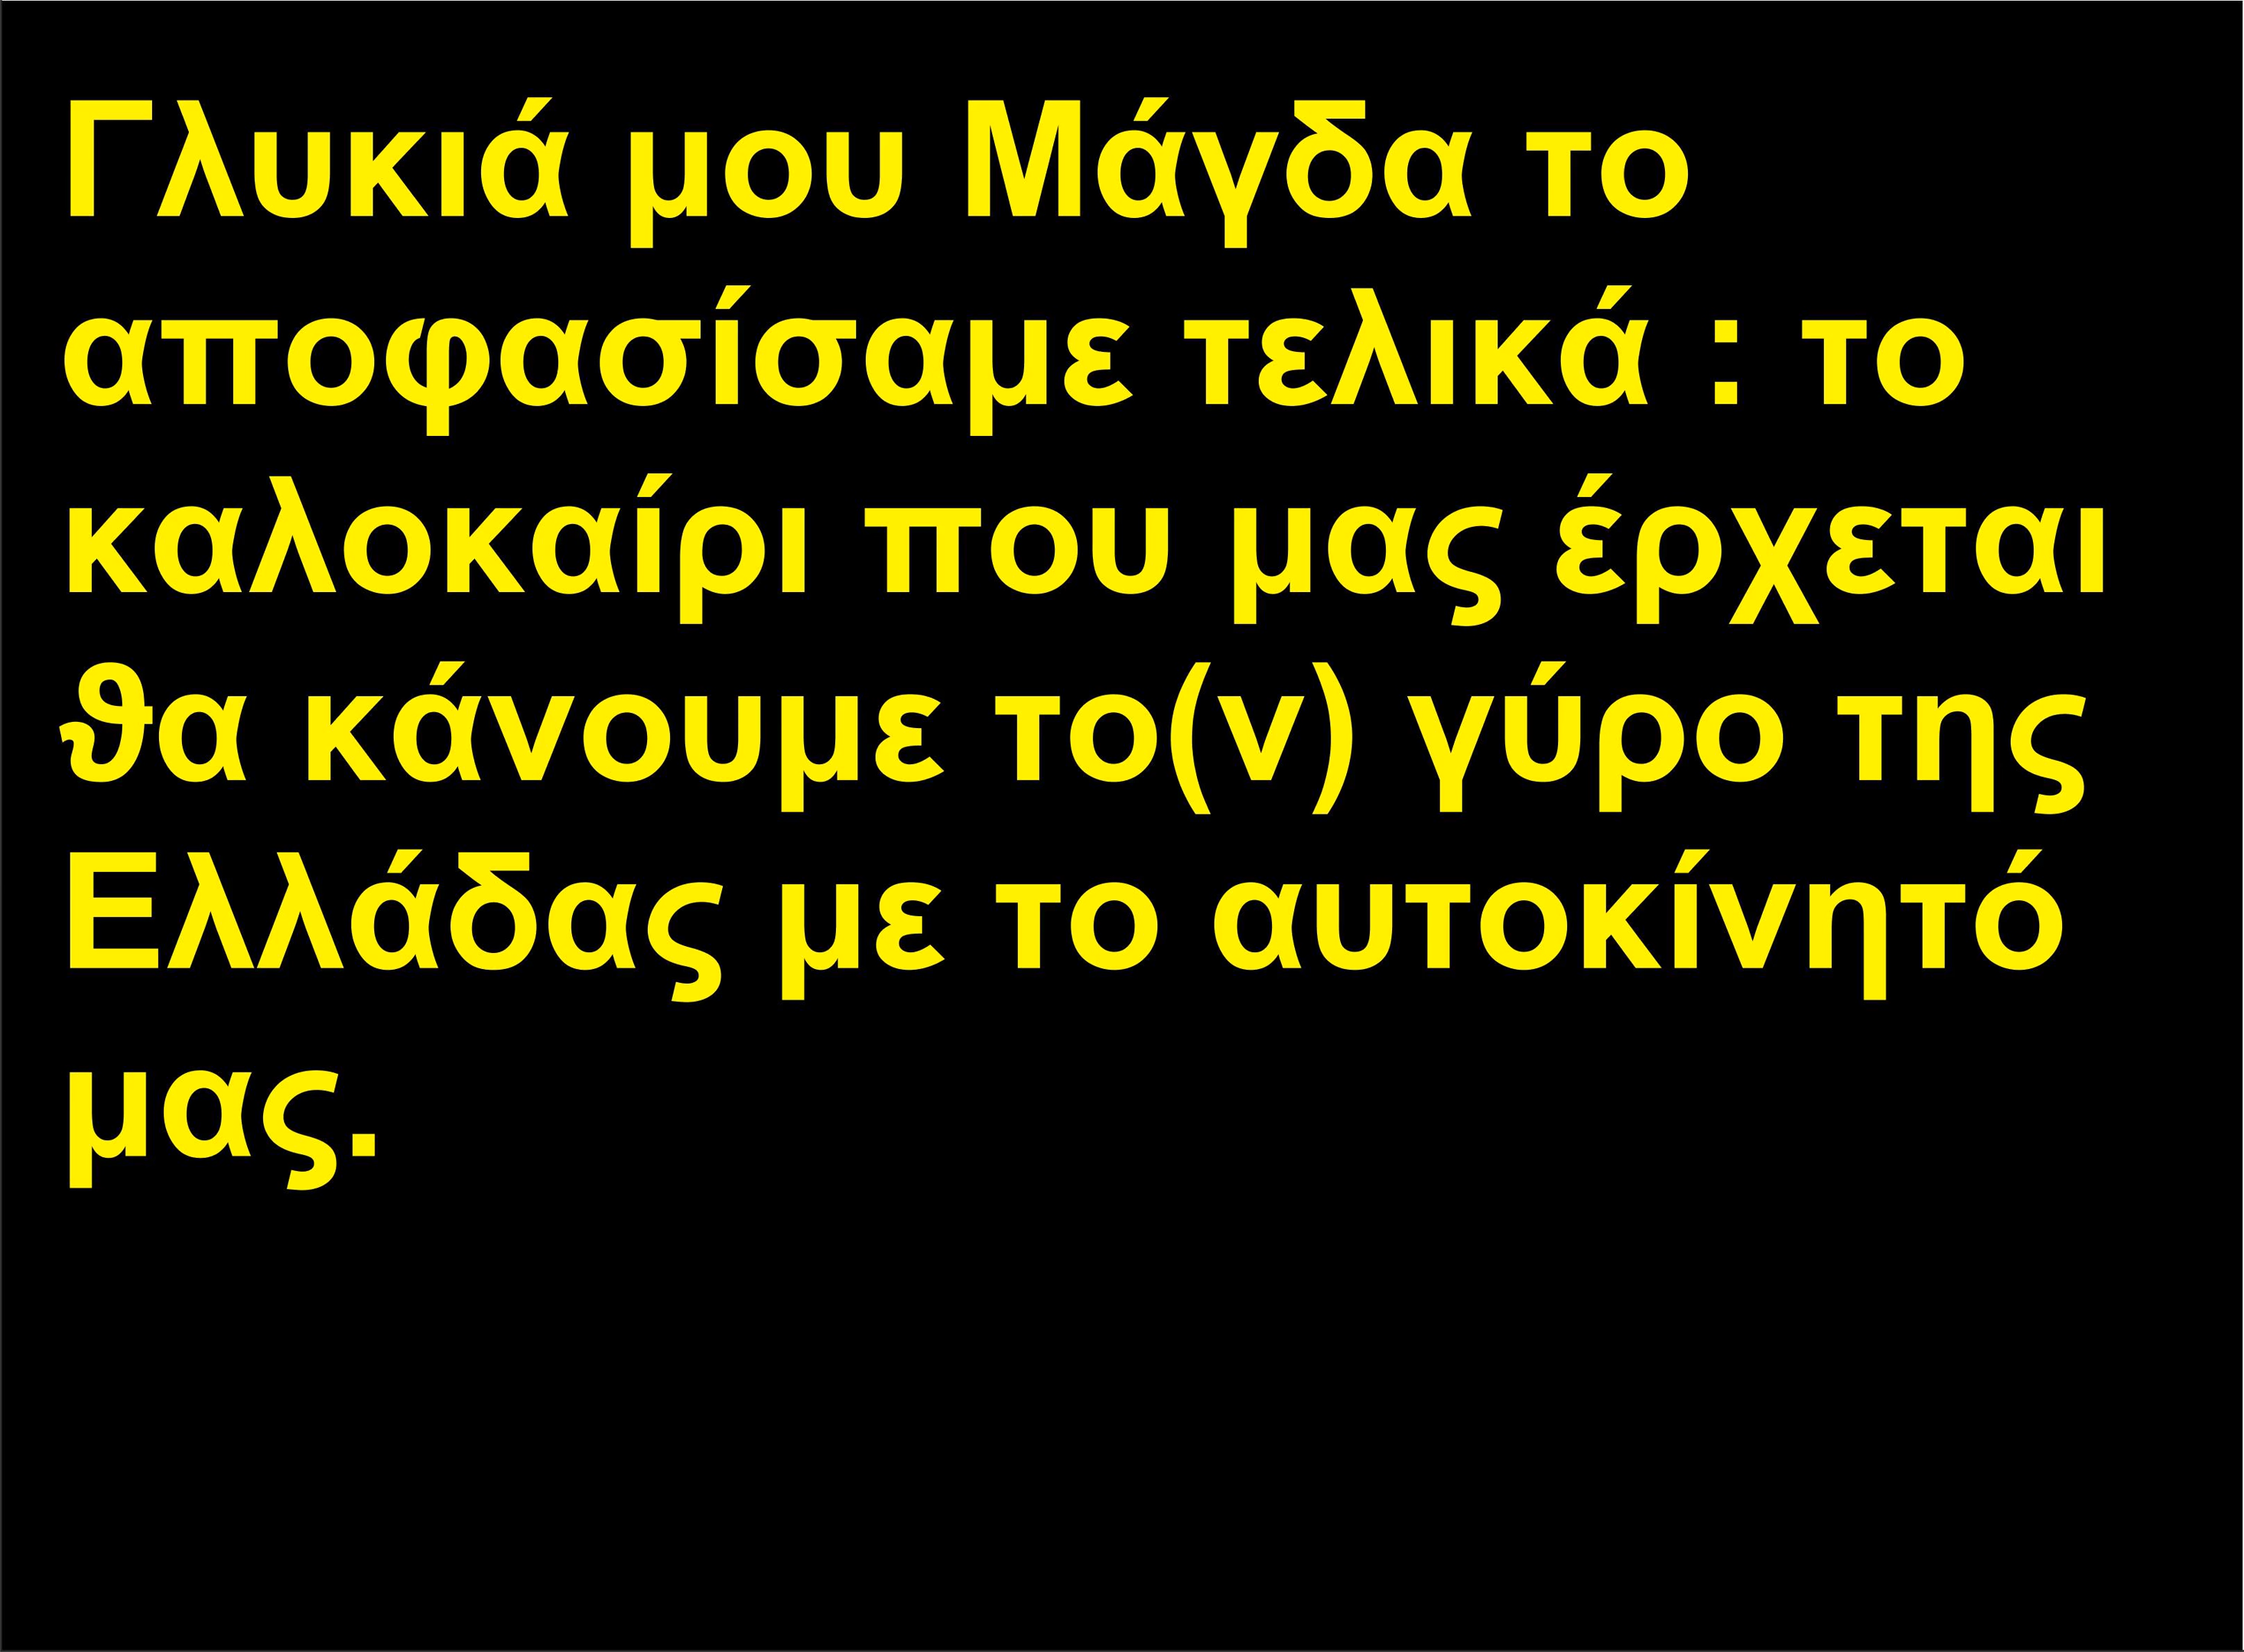 Γλυκιά μου Μάγδα το
αποφασίσαμε τελικά : το
καλοκαίρι που μας έρχεται
θα κάνουμε το(ν) γύρο της
Ελλάδας με το αυτοκίνητό
μας.